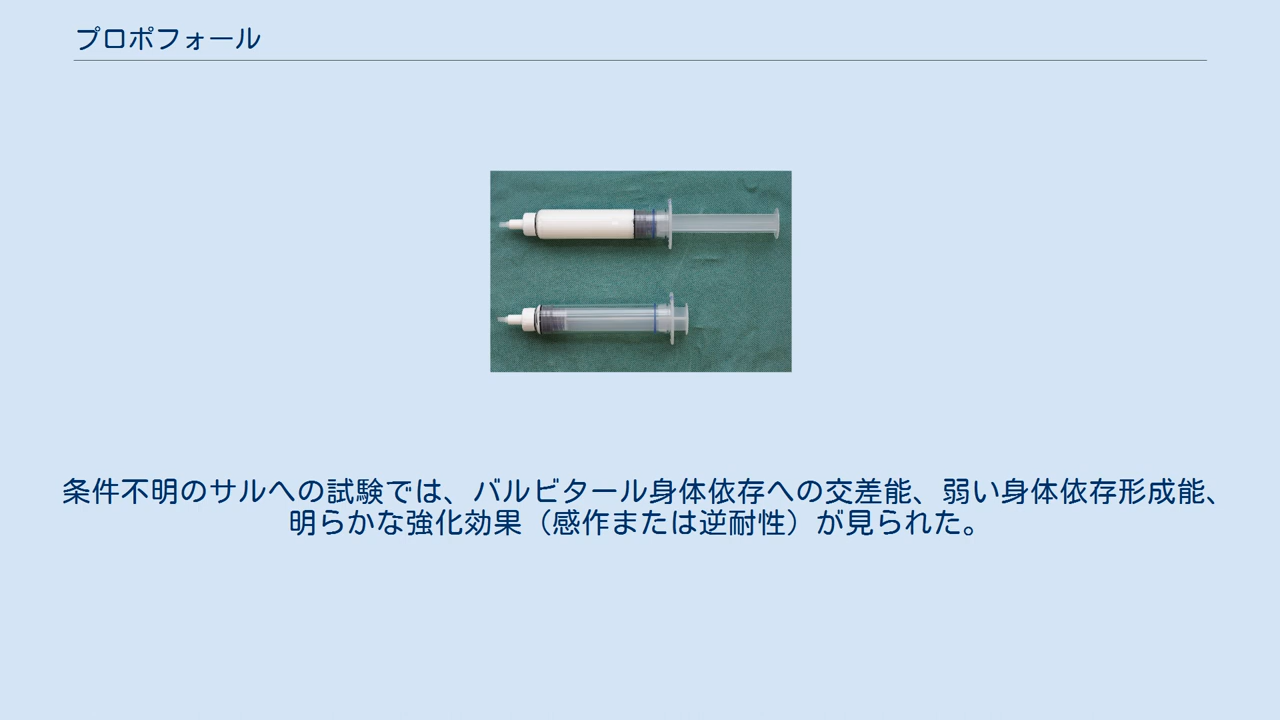 プロポフォール
条件不明のサルへの試験では、バルビタール身体依存への交差能、弱い身体依存形成能、
明らかな強化効果（感作または逆耐性）が見られた。